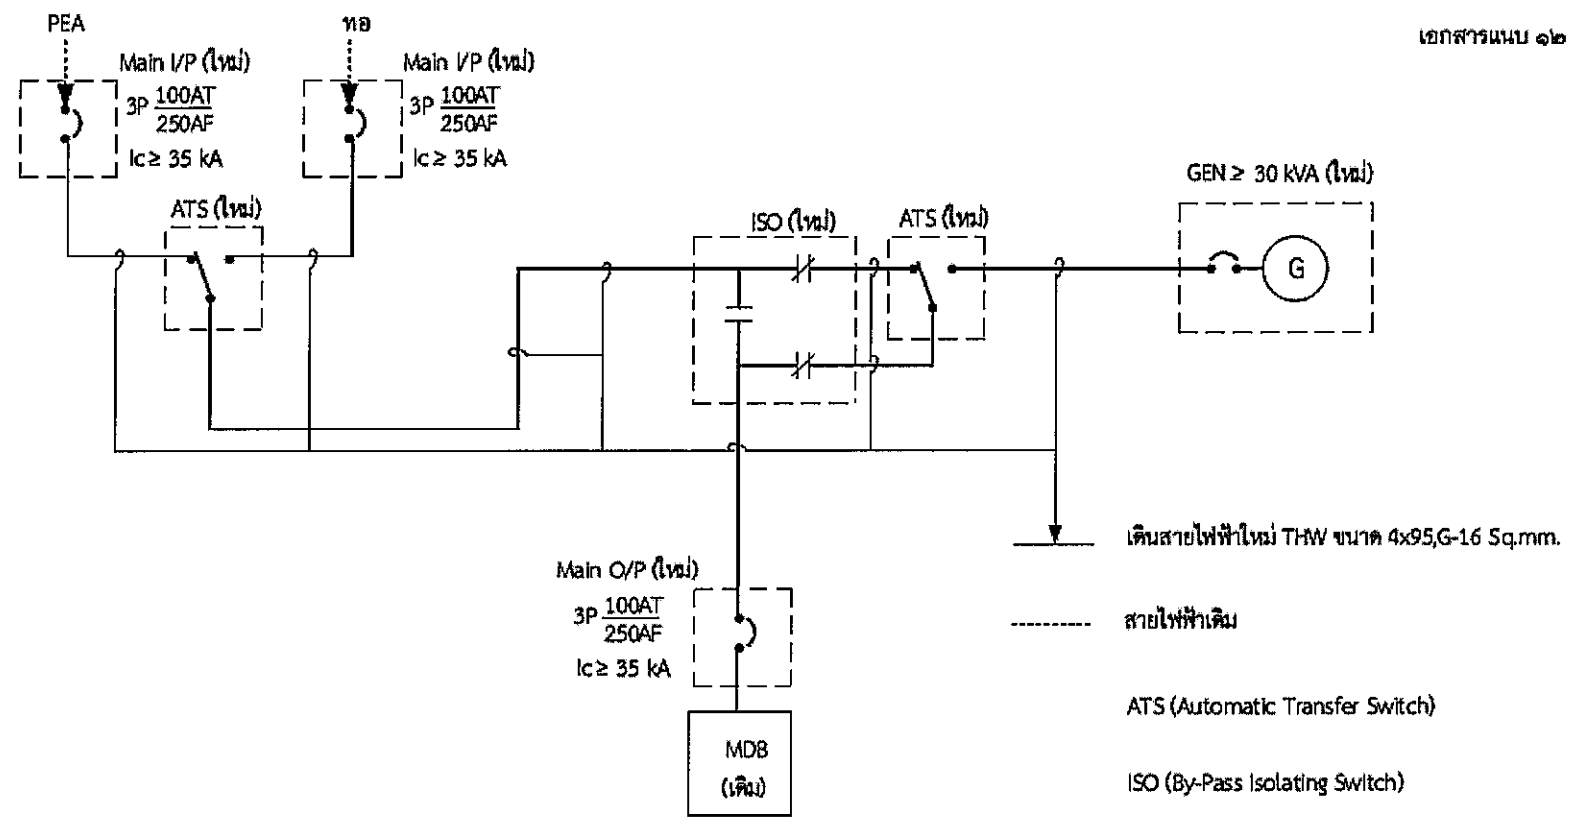 PEA
ทอ
เอกสารแนบ ๑๒
Main I/P (ใหม่)
3P 100AT
250AF
Ic ≥ 35 kA
Main I/P (ใหม่)
3P 100AT
250AF
Ic ≥ 35 kA
GEN ≥ 30 kVA (ใหม่)
ATS (ใหม่)
ISO (ใหม่)
ATS (ใหม่)
G
เดินสายไฟฟ้าใหม่ THW ขนาด 4x95,G-16 Sq.mm.
Main O/P (ใหม่)
3P 100AT
250AF
Ic ≥ 35 kA
สายไฟฟ้าเดิม
ATS (Automatic Transfer Switch)
MDB
(เดิม)
ISO (By-Pass Isolating Switch)